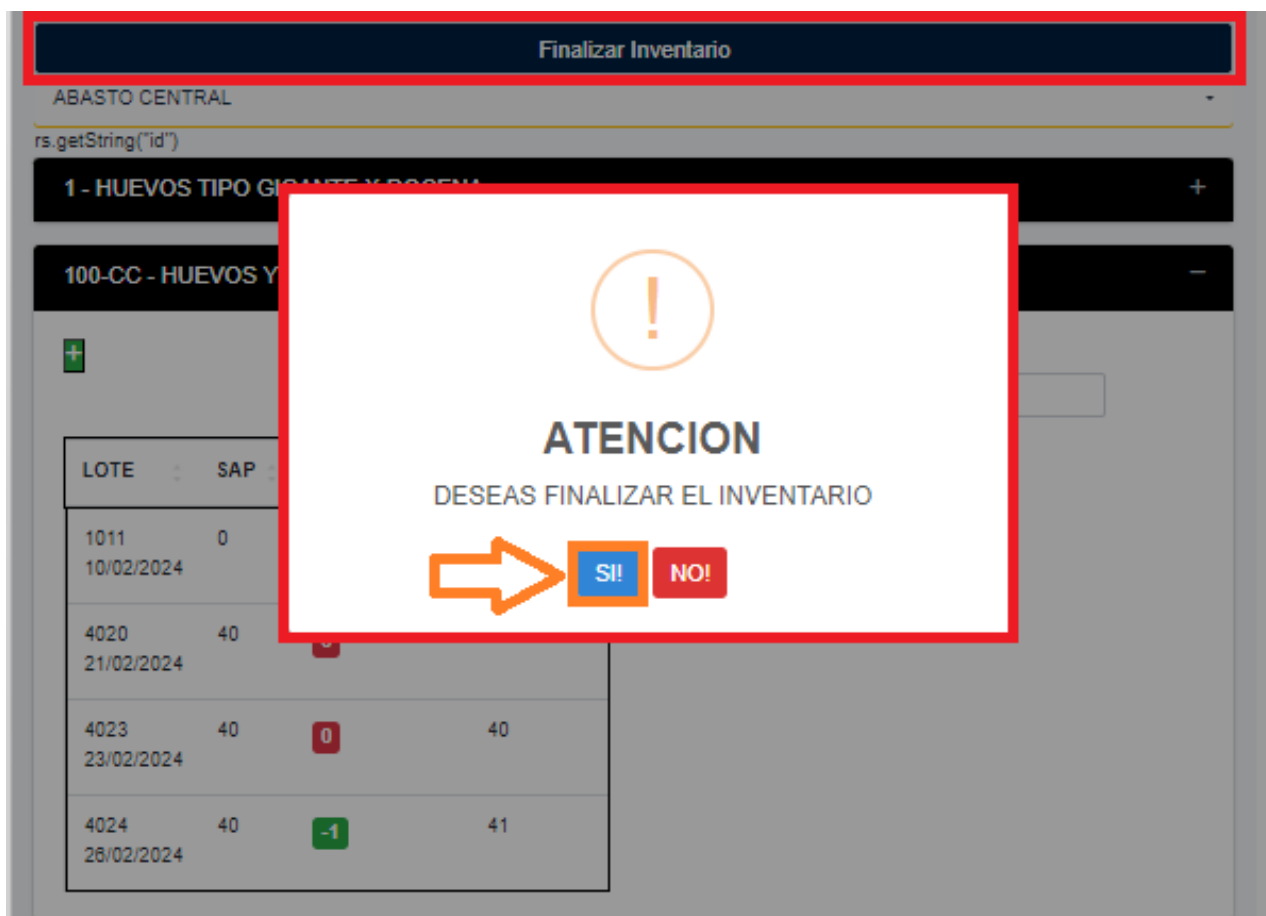 Finalizar Inventario
ABASTO CENTRAL
rs.getString("id")
1 - HUEVOS TIPO
+
100-CC - HUEVOS Y
-
+
!
ATENCION
DESEAS FINALIZAR EL INVENTARIO
SI! NO!
LOTE SAP
1011 0
10/02/2024
4020 40
21/02/2024
4023 40 0 40
23/02/2024
4024 40 -1 41
26/02/2024